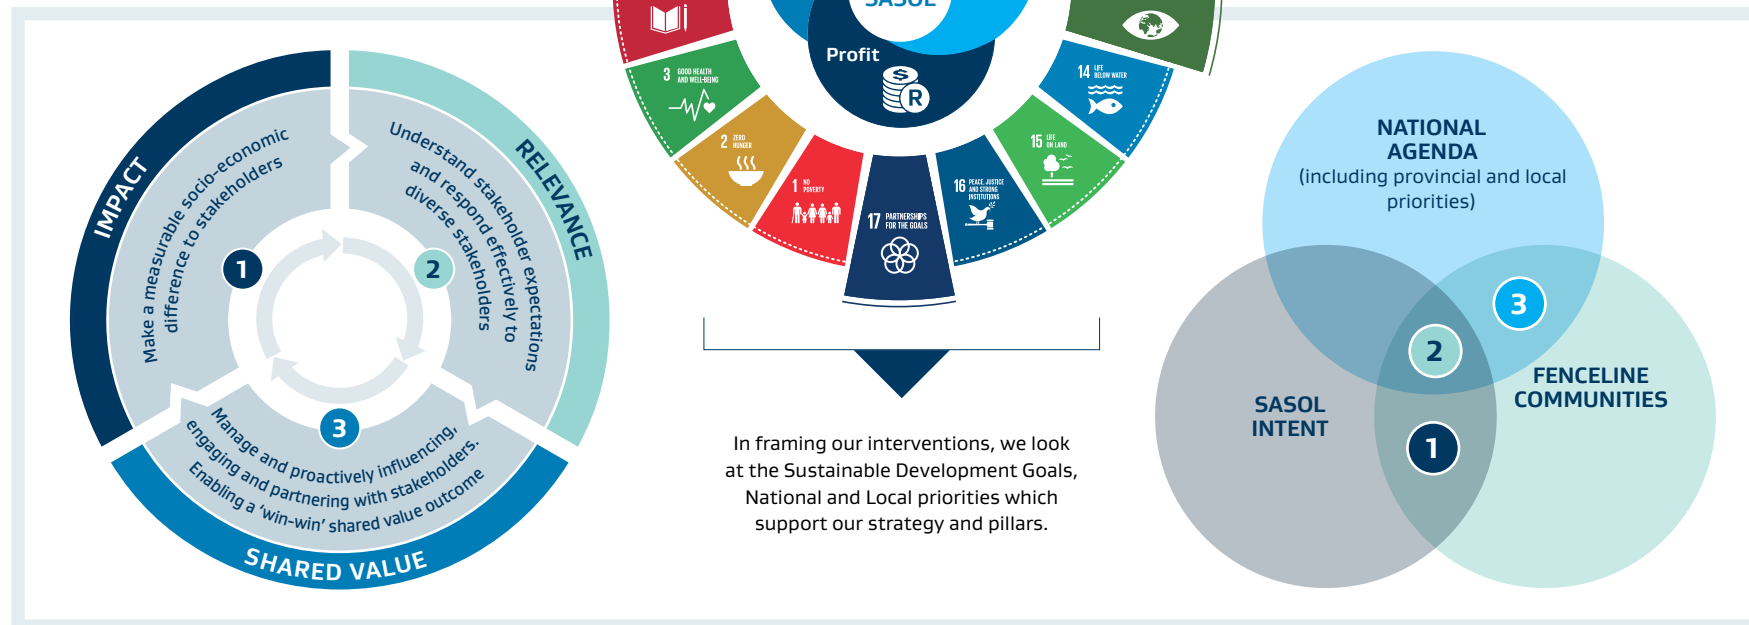 IMPACT
Make a measurable socio-economic
difference to stakeholders
1
RELEVANCE
Understand stakeholder expectations
and respond effectively to
diverse stakeholders
2
3
Manage and proactively influencing,
engaging and partnering with stakeholders.
Enabling a 'win-win' shared value outcome
SHARED VALUE
SASOL
Profit
$
R
3 GOOD HEALTH
AND WELL-BEING
2 ZERO
HUNGER
1 NO
POVERTY
17 PARTNERSHIPS
FOR THE GOALS
16 PEACE, JUSTICE
AND STRONG
INSTITUTIONS
15 LIFE
ON LAND
14 LIFE
BELOW WATER
In framing our interventions, we look
at the Sustainable Development Goals,
National and Local priorities which
support our strategy and pillars.
NATIONAL
AGENDA
(including provincial and local
priorities)
3
2
FENCELINE
COMMUNITIES
SASOL
INTENT
1